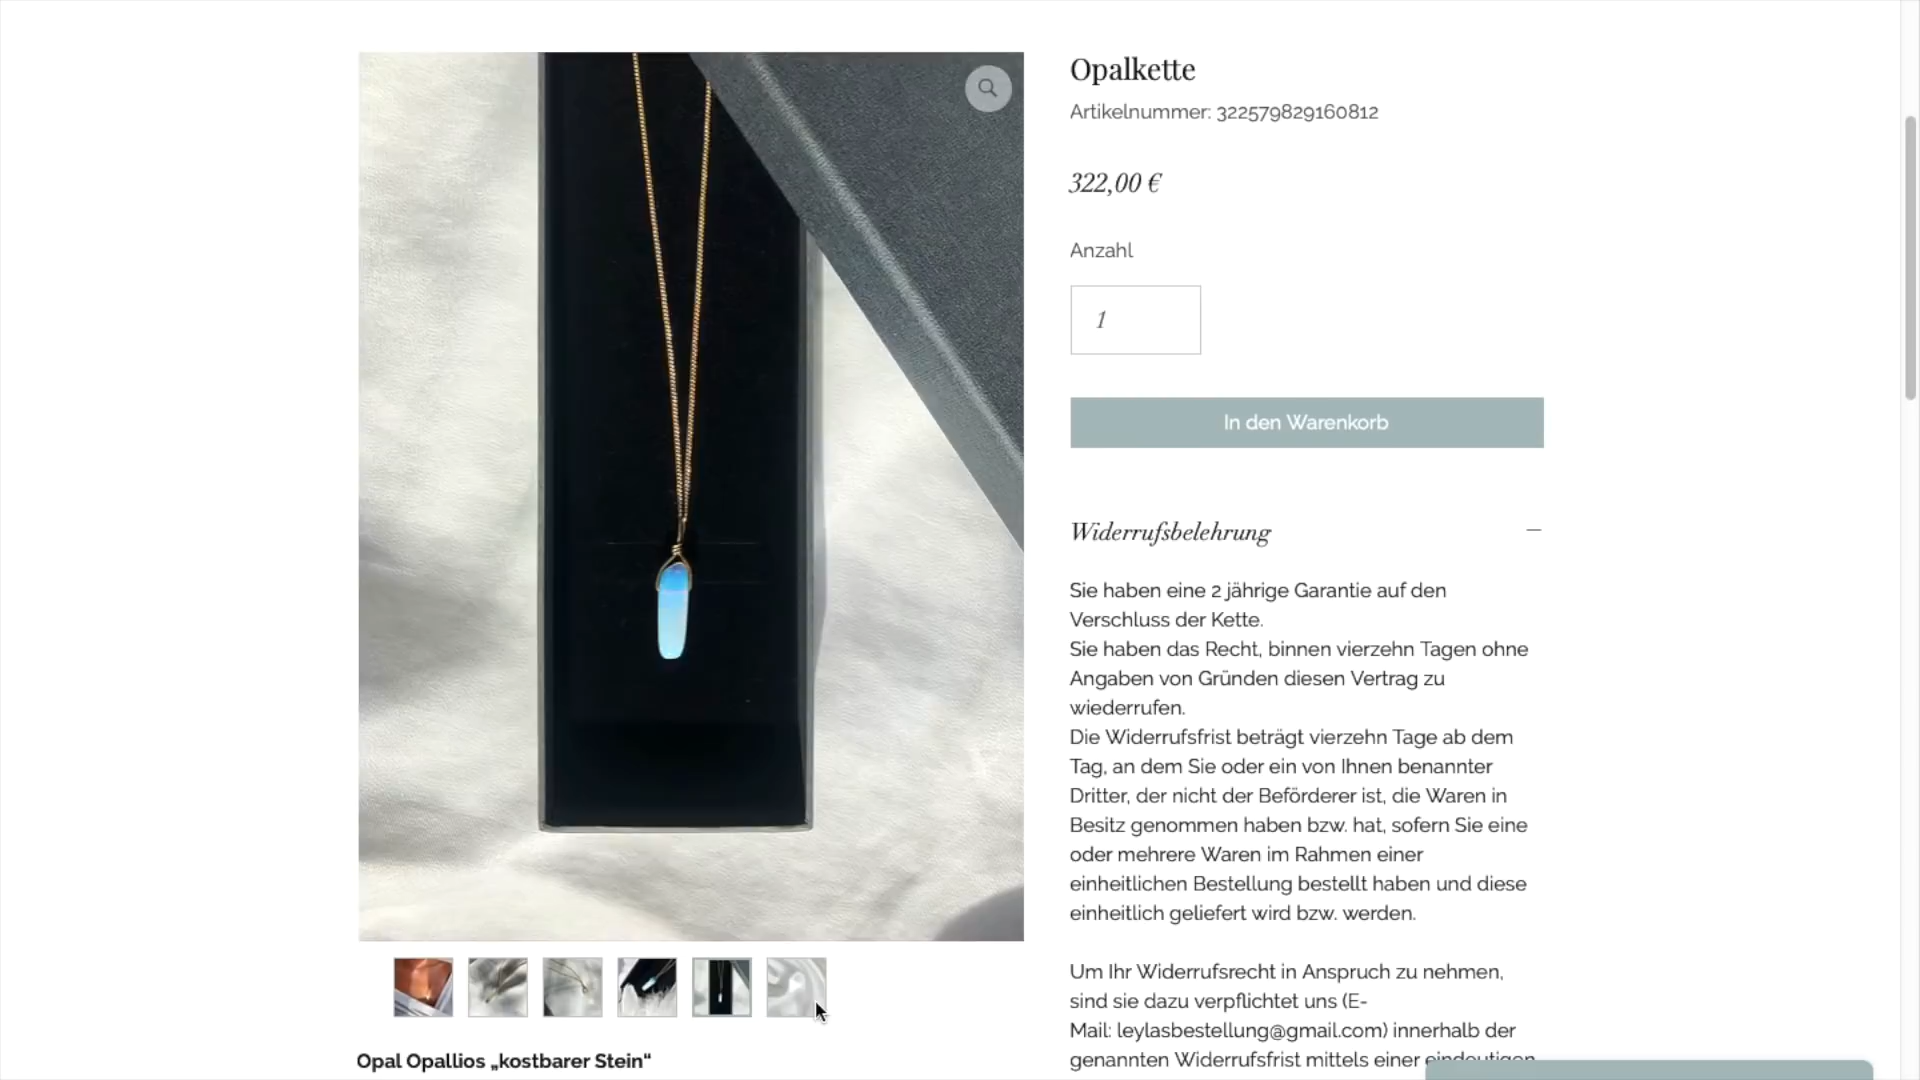 Opalkette
Artikelnummer: 322579829160812
322,00 €
Anzahl
1
In den Warenkorb
Widerrufsbelehrung
Sie haben eine 2 jährige Garantie auf den
Verschluss der Kette.
Sie haben das Recht, binnen vierzehn Tagen ohne
Angaben von Gründen diesen Vertrag zu
wiederrufen.
Die Widerrufsfrist beträgt vierzehn Tage ab dem
Tag, an dem Sie oder ein von Ihnen benannter
Dritter, der nicht der Beförderer ist, die Waren in
Besitz genommen haben bzw. hat, sofern Sie eine
oder mehrere Waren im Rahmen einer
einheitlichen Bestellung bestellt haben und diese
einheitlich geliefert wird bzw. werden.
Um Ihr Widerrufsrecht in Anspruch zu nehmen,
sind sie dazu verpflichtet uns (E-
Mail: leylasbestellung@gmail.com) innerhalb der
genannten Widerrufsfrist mittels einer eindeutigen
Opal Opallios „kostbarer Stein“